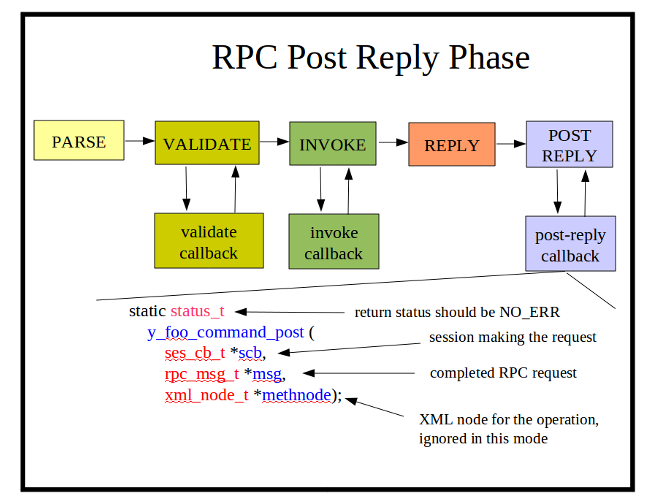 RPC Post Reply Phase
PARSE
VALIDATE
INVOKE
REPLY
POST
REPLY
validate
callback
invoke
callback
post-reply
callback
static status_t
return status should be NO_ERR
y_foo_command_post (
session making the request
ses_cb_t *scb,
rpc_msg_t *msg,
completed RPC request
xml_node_t *methnode);
XML node for the operation,
ignored in this mode